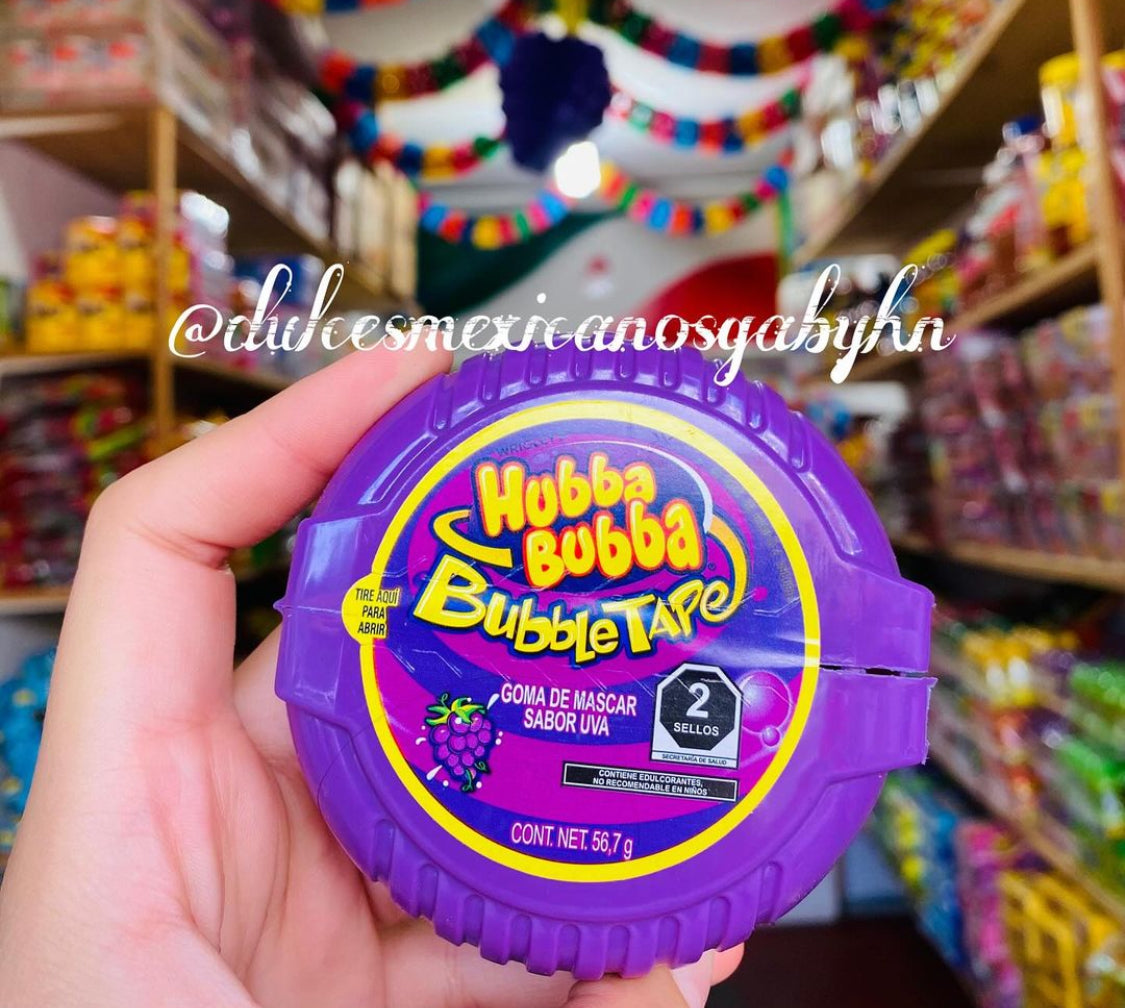 @dulcesmexicanosgabyhn
Hubba
Bubba
BubbleTape
TIRE AQUÍ
PARA
ABRIR
GOMA DE MASCAR
SABOR UVA
2
SELLOS
SECRETARÍA DE SALUD
CONTIENE EDULCORANTES,
NO RECOMENDABLE EN NIÑOS
CONT. NET. 56,7 g